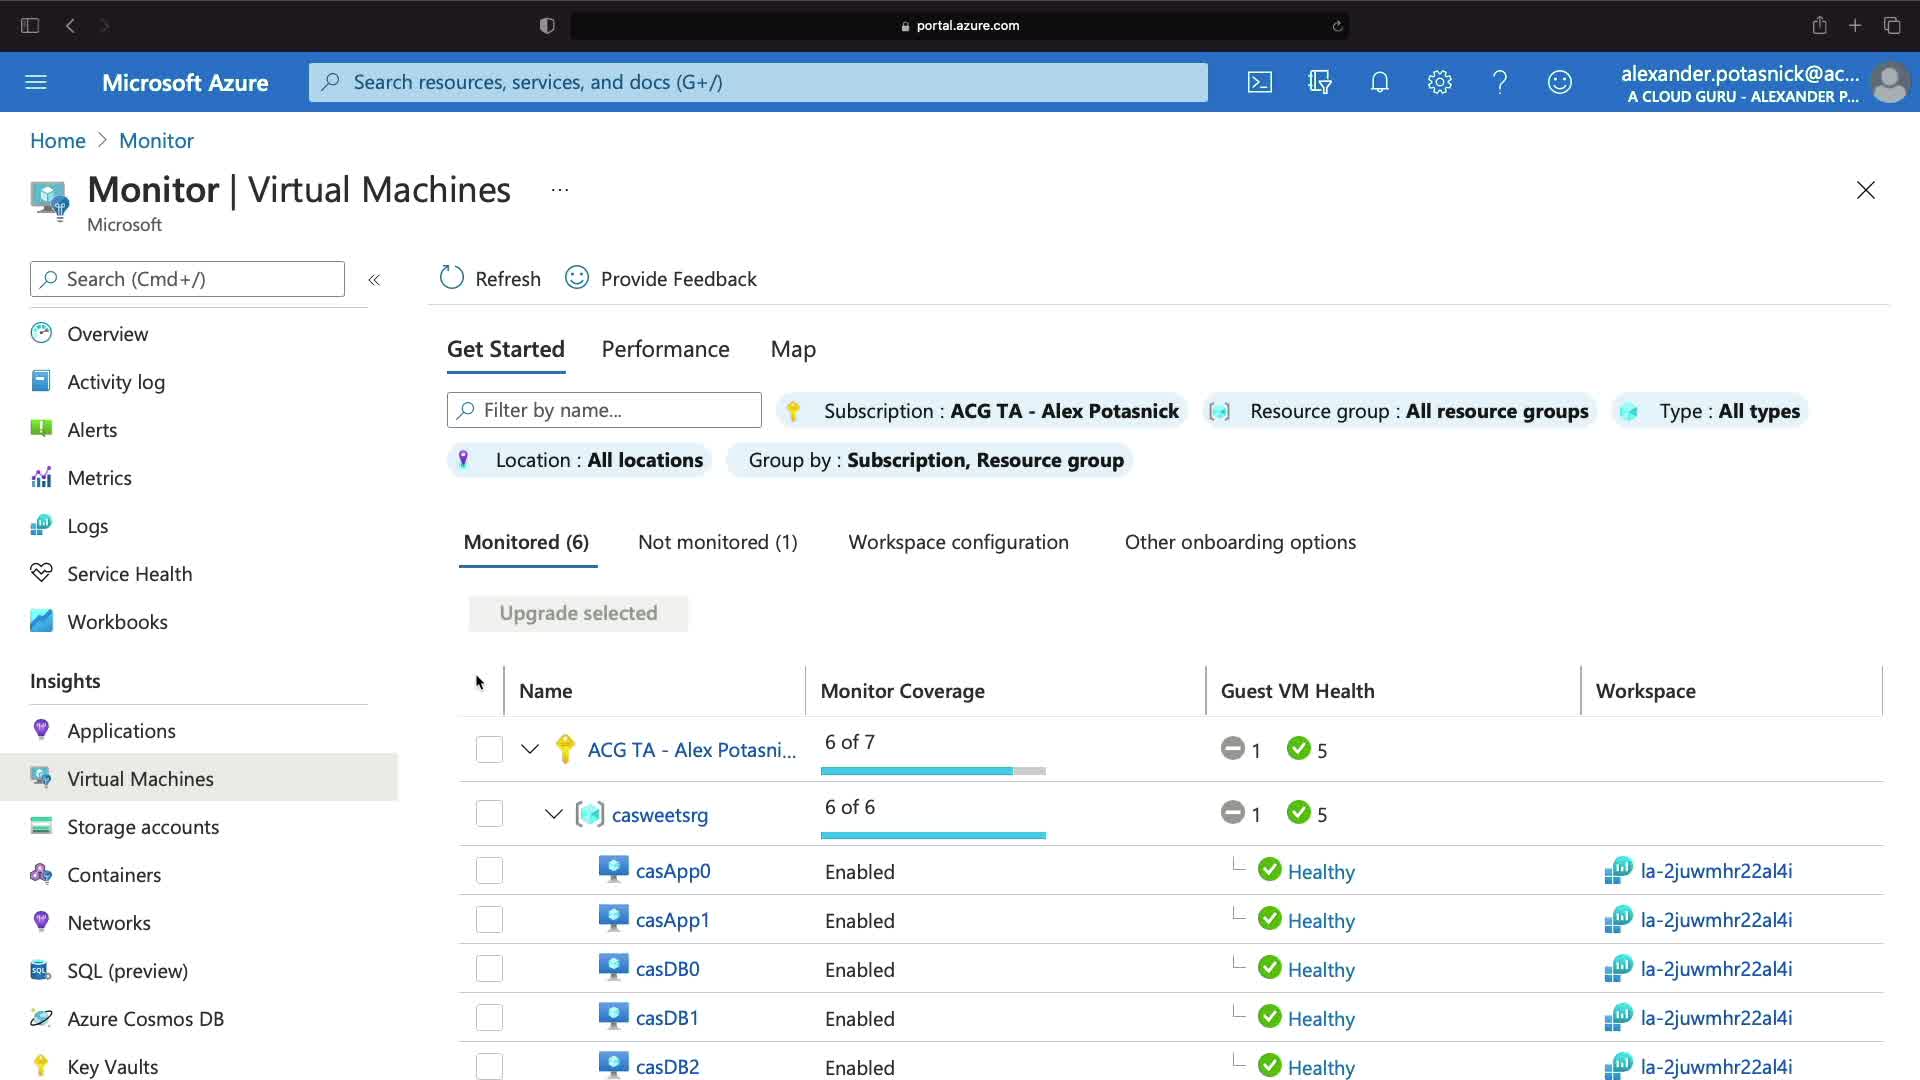 portal.azure.com
Microsoft Azure
Search resources, services, and docs (G+/)
alexander.potasnick@ac...
A CLOUD GURU - ALEXANDER P...
Home > Monitor
Monitor | Virtual Machines ...
Microsoft
Search (Cmd+/)
«
Overview
Activity log
Alerts
Metrics
Logs
Service Health
Workbooks
Insights
Applications
Virtual Machines
Storage accounts
Containers
Networks
SQL (preview)
Azure Cosmos DB
Key Vaults
Refresh Provide Feedback
Get Started Performance Map
Filter by name... Subscription : ACG TA - Alex Potasnick Resource group : All resource groups Type : All types
Location : All locations Group by : Subscription, Resource group
Monitored (6) Not monitored (1) Workspace configuration Other onboarding options
Upgrade selected
Name Monitor Coverage Guest VM Health Workspace
ACG TA - Alex Potasni... 6 of 7 1 5
casweetsrg 6 of 6 1 5
casApp0 Enabled Healthy la-2juwmhr22al4i
casApp1 Enabled Healthy la-2juwmhr22al4i
casDB0 Enabled Healthy la-2juwmhr22al4i
casDB1 Enabled Healthy la-2juwmhr22al4i
casDB2 Enabled Healthy la-2juwmhr22al4i